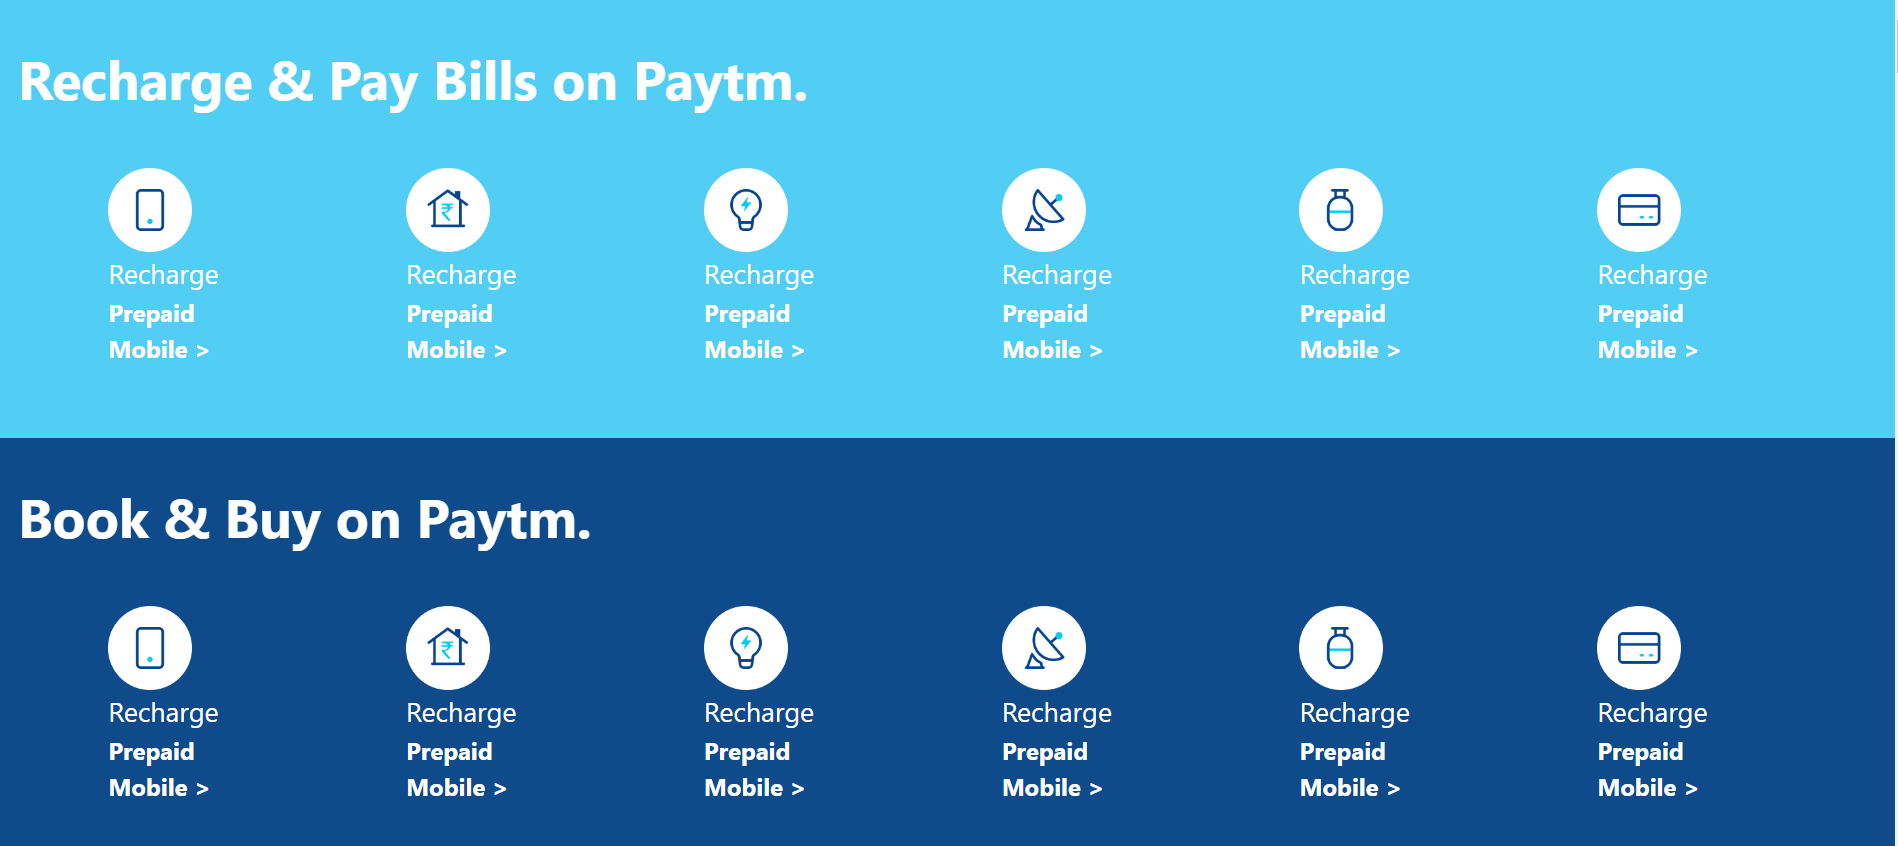 Recharge & Pay Bills on Paytm.
₹
Recharge Recharge Recharge Recharge Recharge Recharge
Prepaid Prepaid Prepaid Prepaid Prepaid Prepaid
Mobile > Mobile > Mobile > Mobile > Mobile > Mobile >
Book & Buy on Paytm.
₹
Recharge Recharge Recharge Recharge Recharge Recharge
Prepaid Prepaid Prepaid Prepaid Prepaid Prepaid
Mobile > Mobile > Mobile > Mobile > Mobile > Mobile >